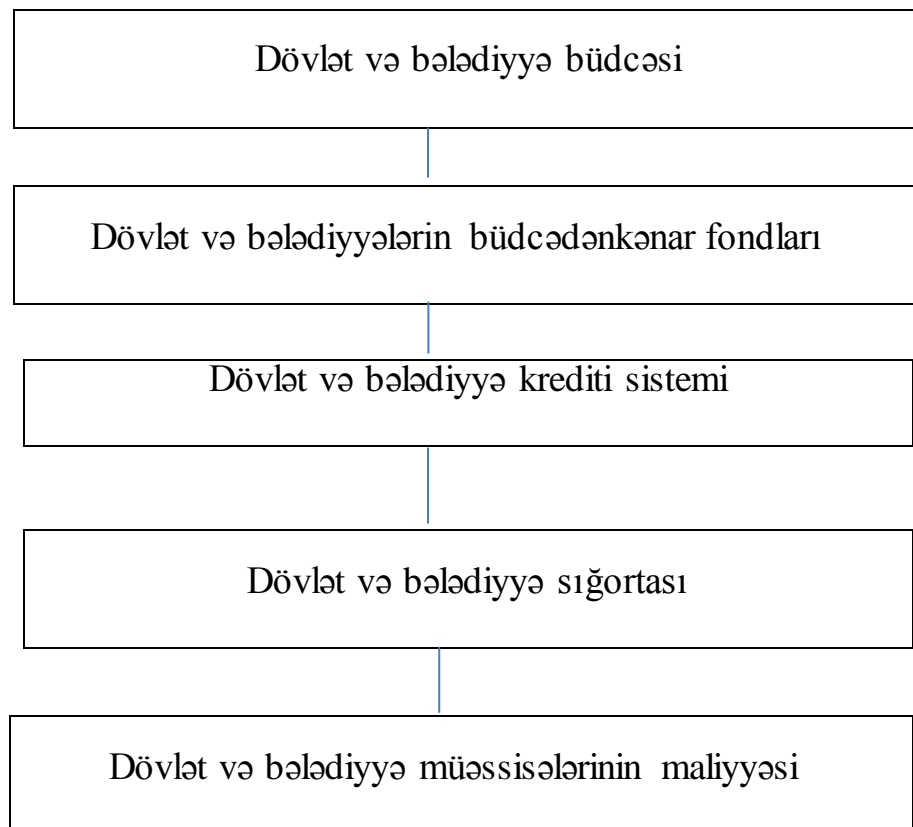 Dövlət və bələdiyyə büdcəsi
Dövlət və bələdiyyələrin büdcədənkənar fondları
Dövlət və bələdiyyə krediti sistemi
Dövlət və bələdiyyə sığortası
Dövlət və bələdiyyə müəssisələrinin maliyyəsi